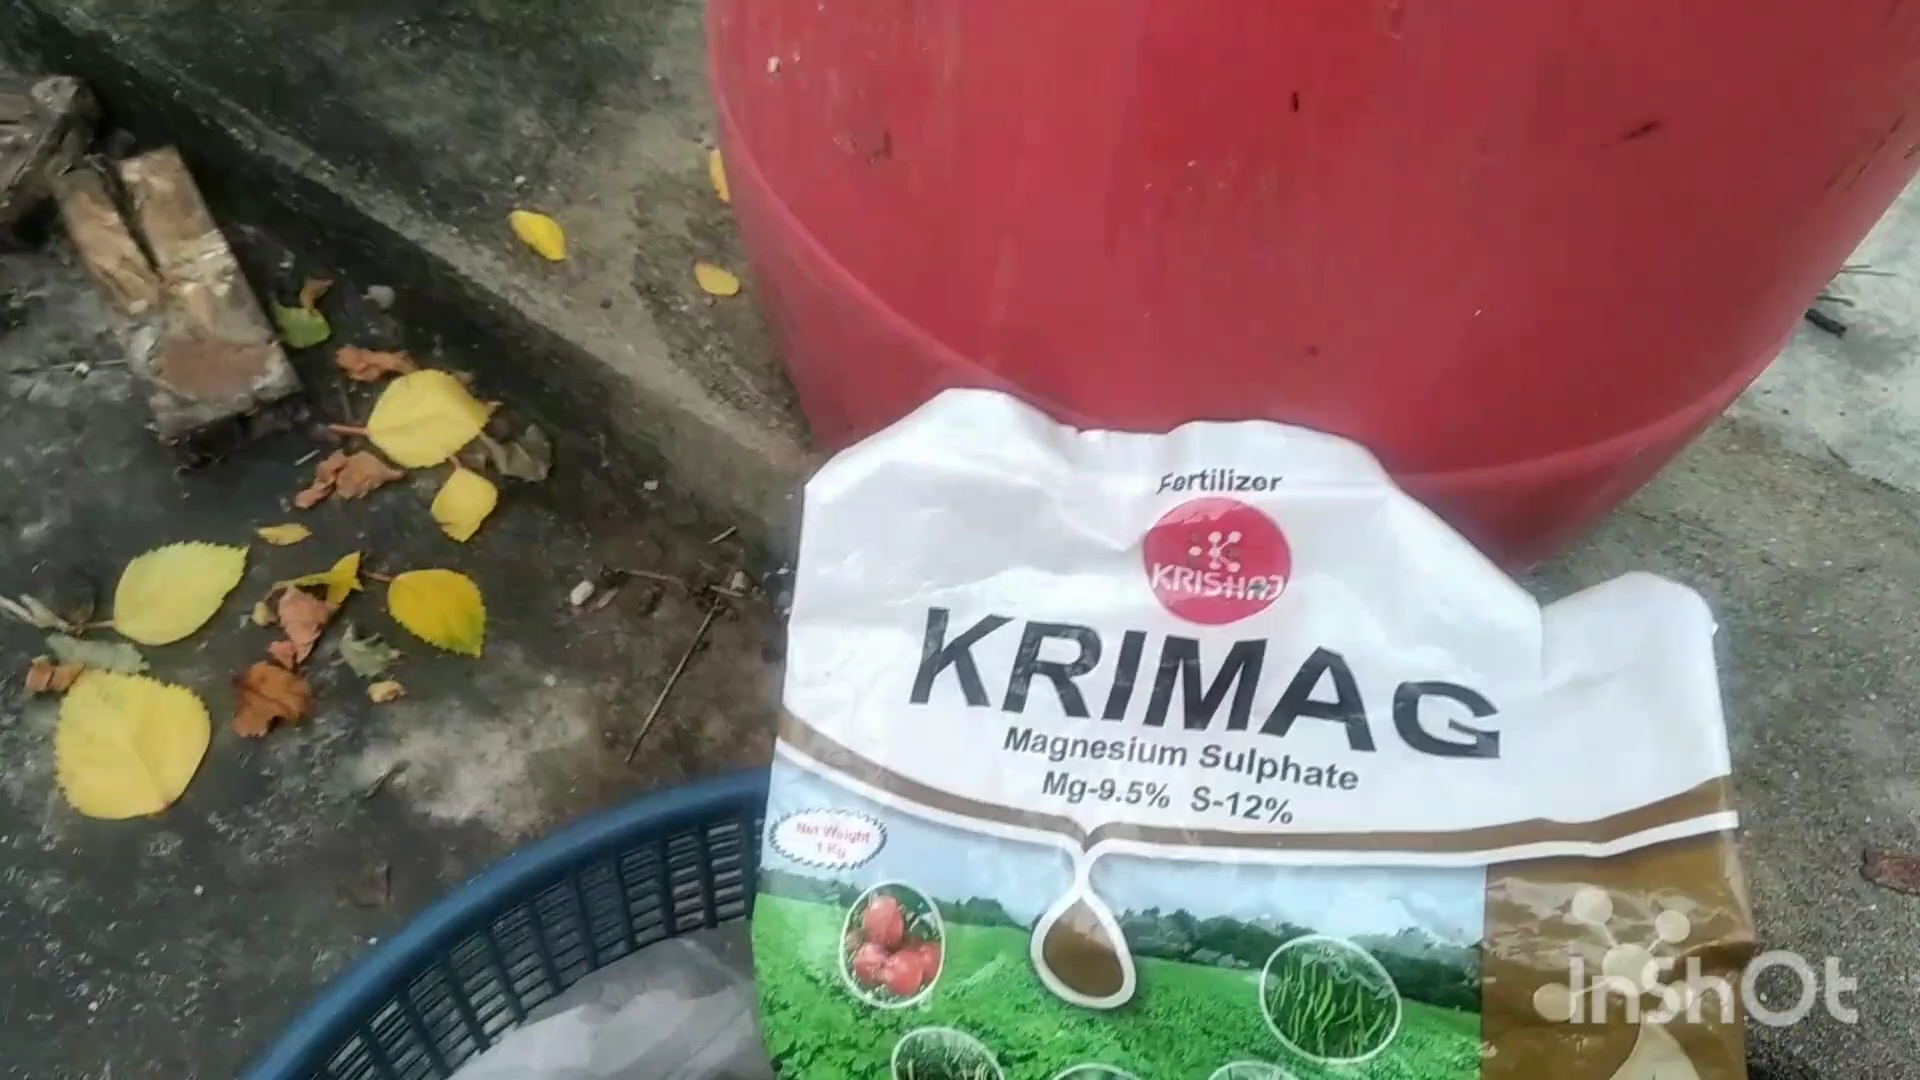 Fertilizer
KRISHAJ
KRIMAG
Magnesium Sulphate
Mg-9.5% S-12%
Net Weight
1 Kg
InShOt